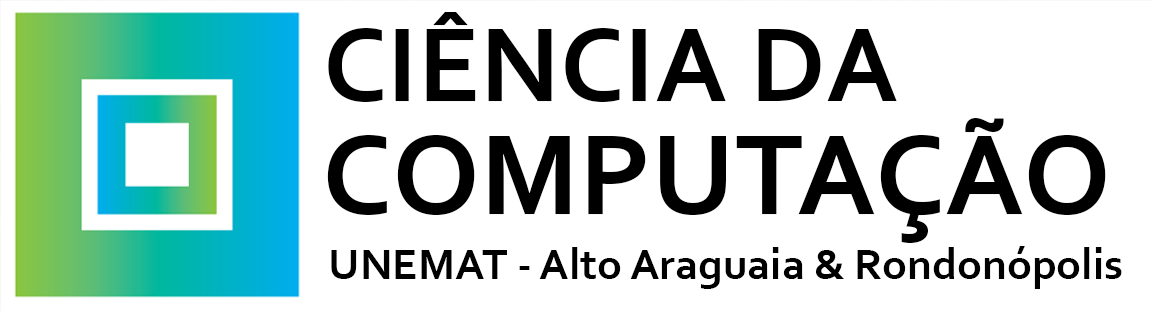 CIÊNCIA DA
COMPUTAÇÃO
UNEMAT - Alto Araguaia & Rondonópolis